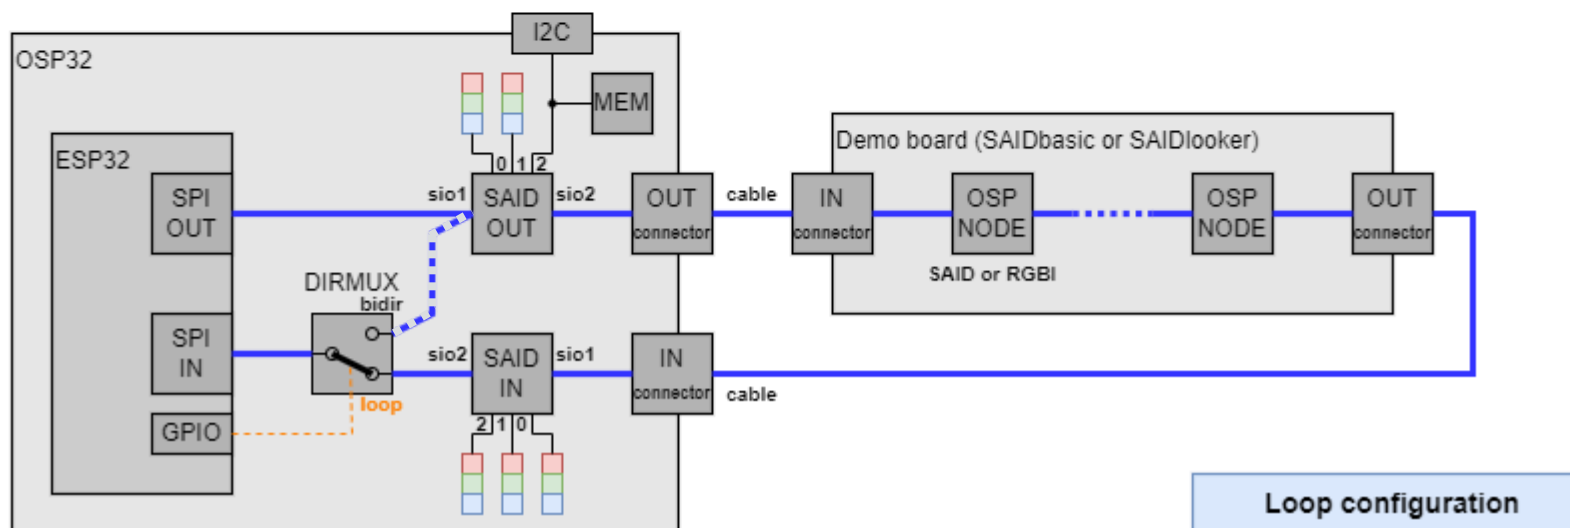 I2C
OSP32
MEM
Demo board (SAIDbasic or SAIDlooker)
ESP32
0 1 2
SPI
OUT
sio1
SAID
OUT
sio2
OUT
connector
cable
IN
connector
OSP
NODE
OSP
NODE
OUT
connector
SAID or RGBI
DIRMUX
bidir
SPI
IN
sio2
SAID
IN
sio1
IN
connector
cable
loop
GPIO
2 1 0
Loop configuration